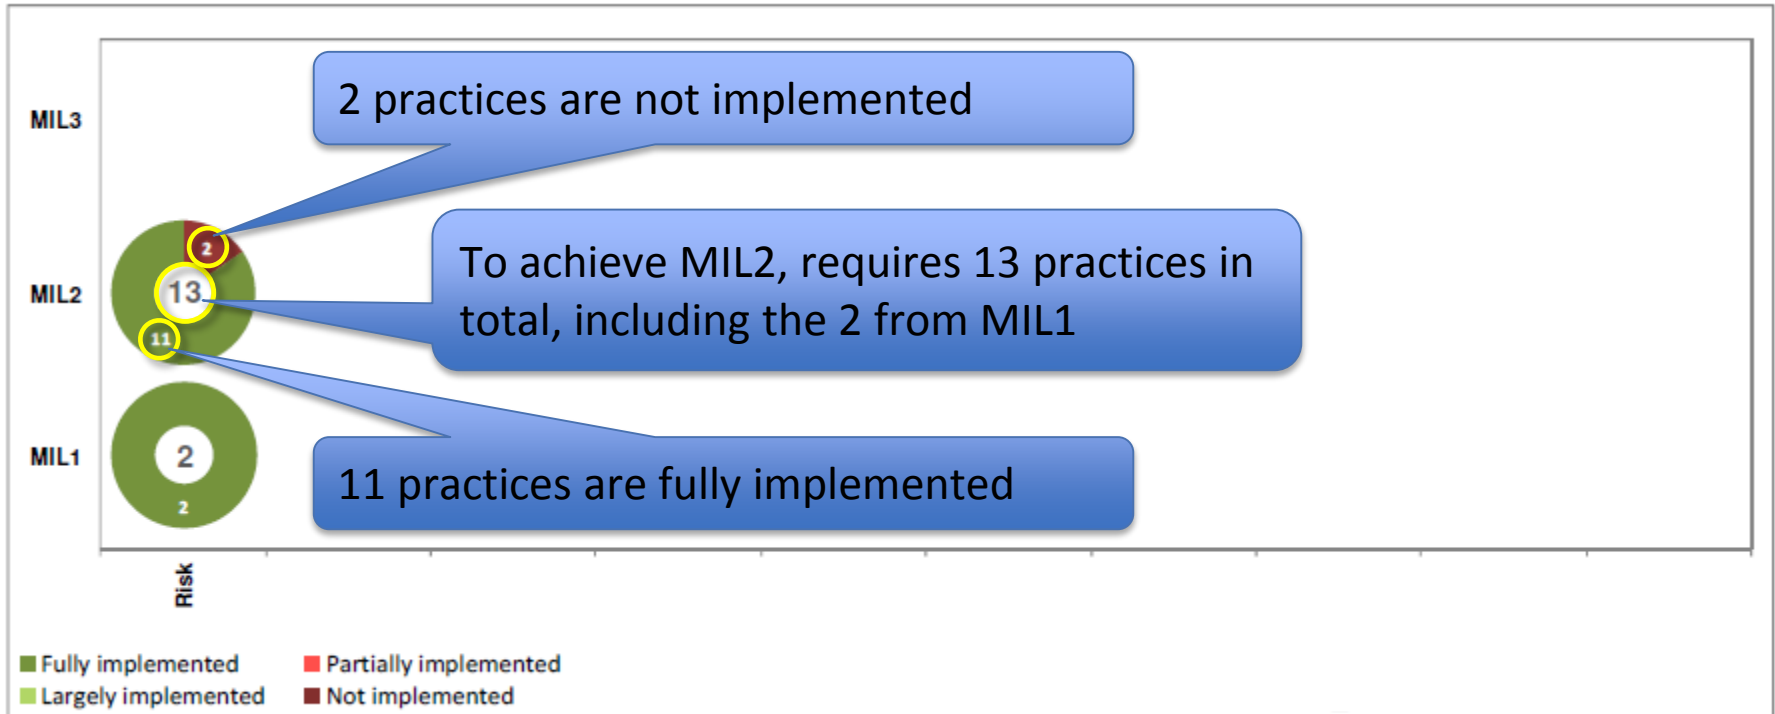 2 practices are not implemented
MIL3
2
To achieve MIL2, requires 13 practices in
total, including the 2 from MIL1
MIL2
13
11
MIL1
2
2
11 practices are fully implemented
Risk
Fully implemented
Partially implemented
Largely implemented
Not implemented